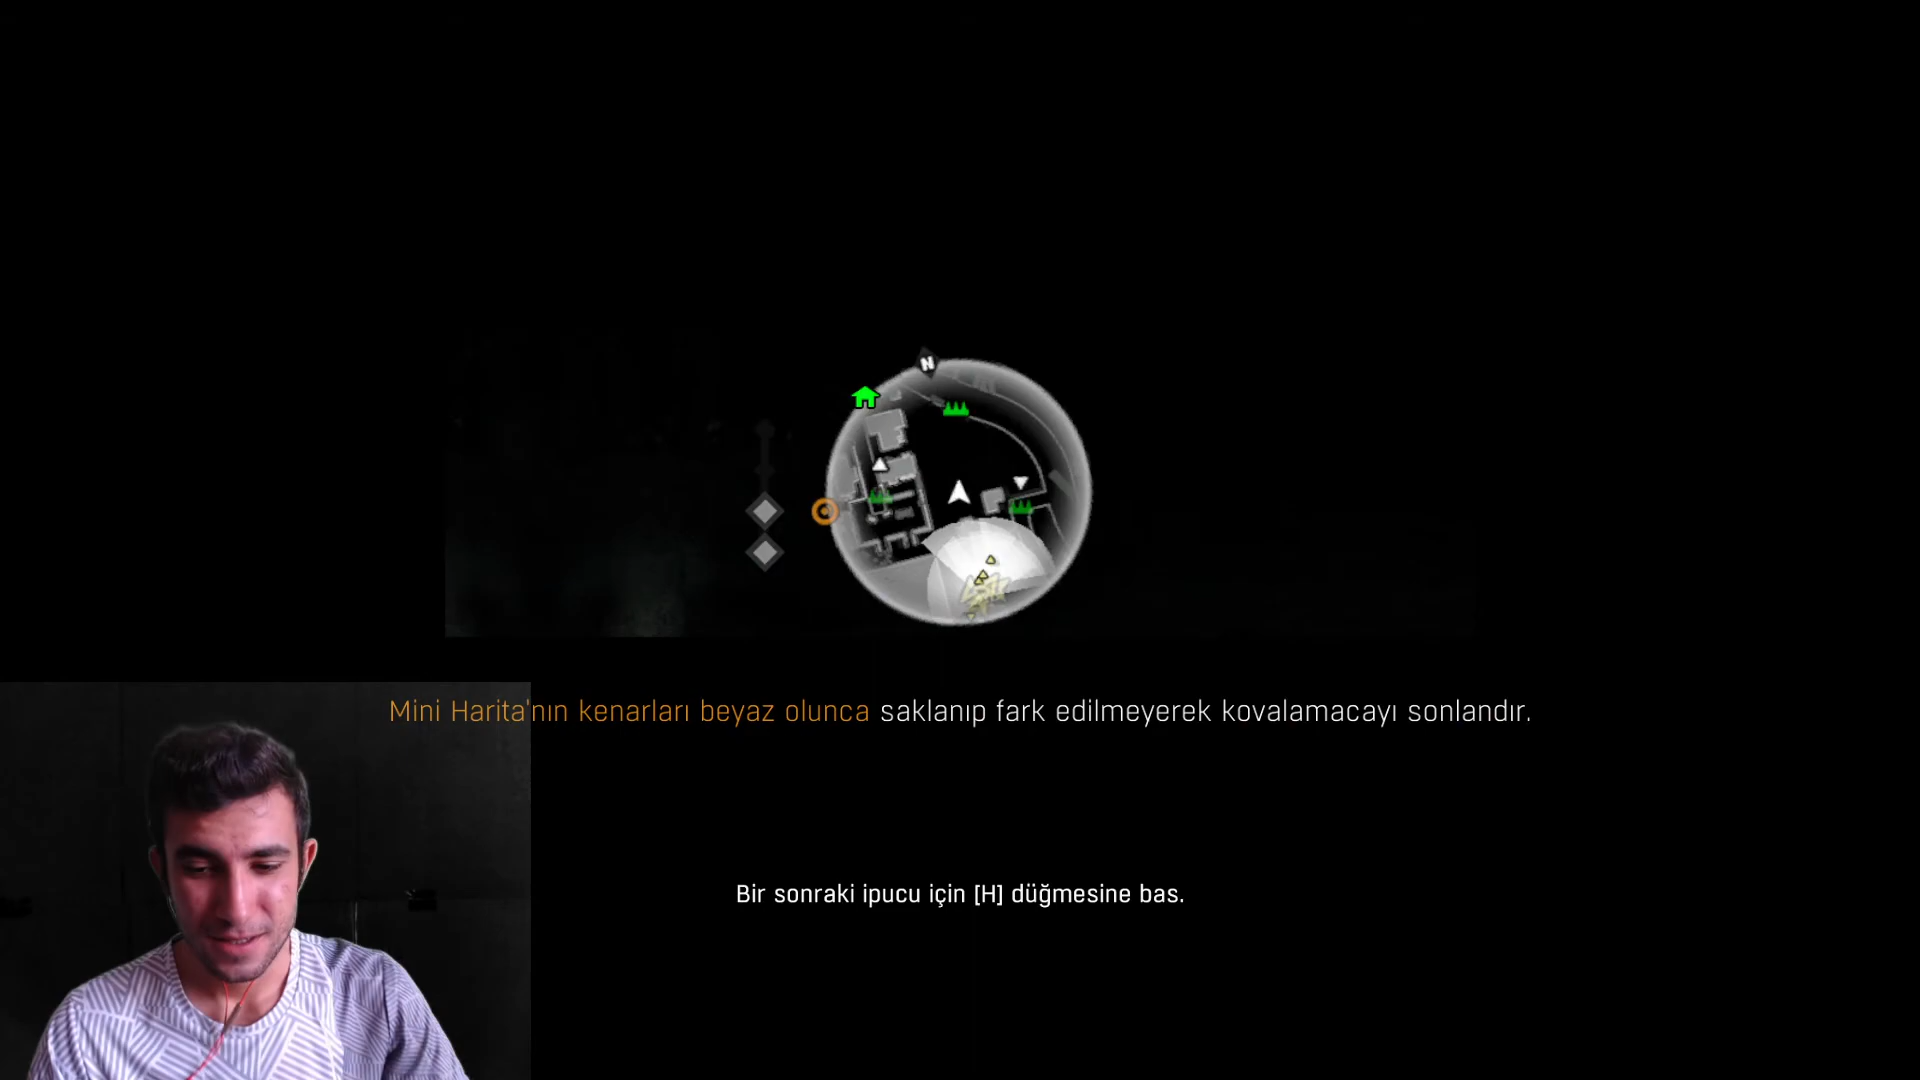 N
Mini Harita'nın kenarları beyaz olunca saklanıp fark edilmeyerek kovalamacayı sonlandır.
Bir sonraki ipucu için [H] düğmesine bas.